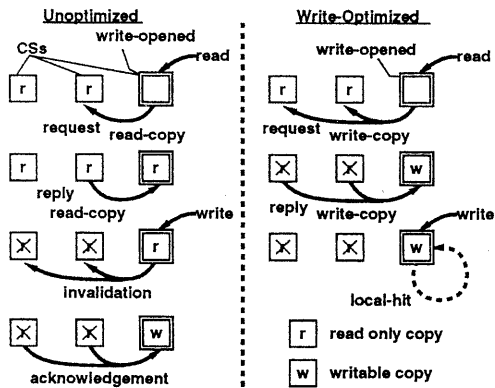 Unoptimized
CSs
write-opened
read
r
r
request
read-copy
r
r
r
reply
read-copy
write
r
r
r
invalidation
r
r
w
acknowledgement
Write-Optimized
write-opened
read
r
r
request
write-copy
r
r
w
reply
write-copy
write
r
r
w
local-hit
r
read only copy
w
writable copy